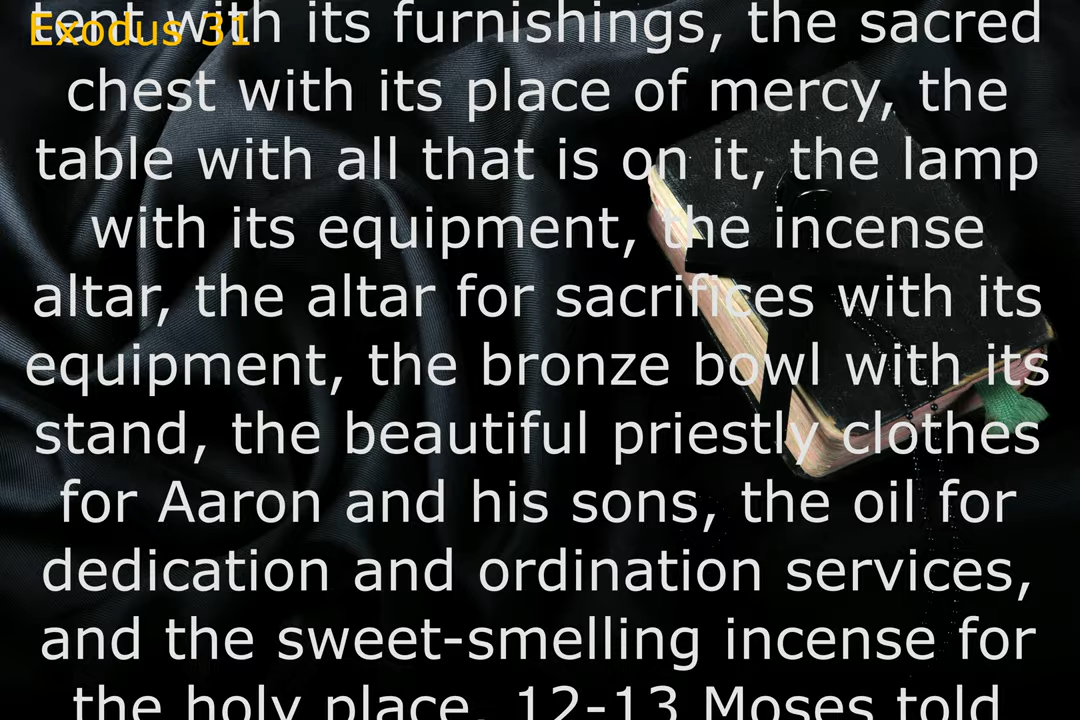 Exodus 31
tent with its furnishings, the sacred
chest with its place of mercy, the
table with all that is on it, the lamp
with its equipment, the incense
altar, the altar for sacrifices with its
equipment, the bronze bowl with its
stand, the beautiful priestly clothes
for Aaron and his sons, the oil for
dedication and ordination services,
and the sweet-smelling incense for
the holy place. 12-13 Moses told